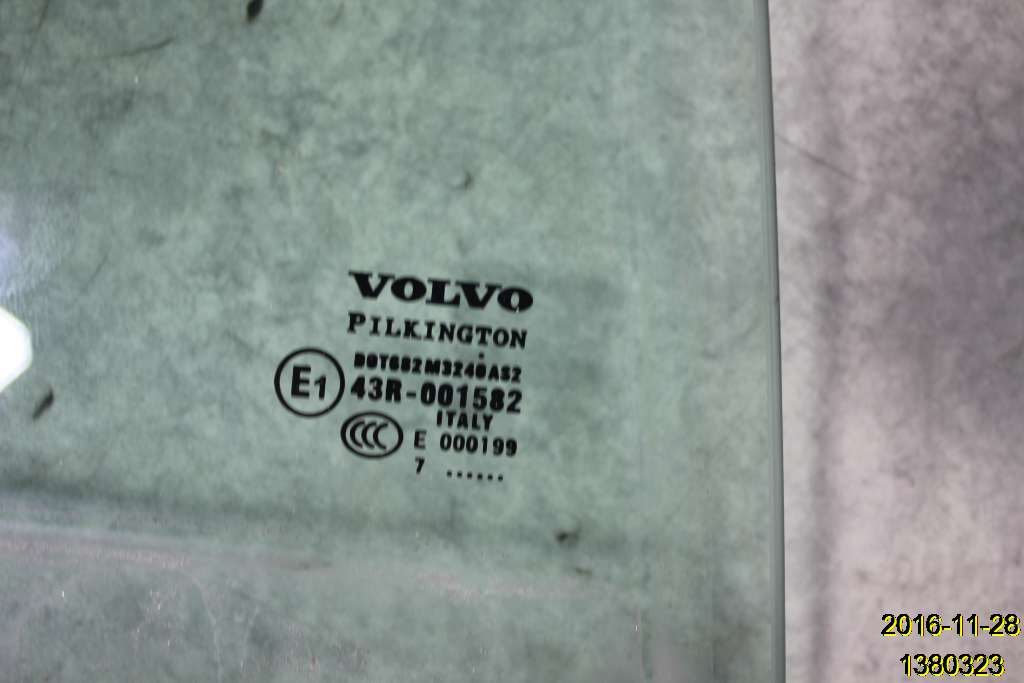 VOLVO
PILKINGTON
DOT682M3240AS2
E1
43R-001582
ITALY
CCC E 000199
7 ......
2016-11-28
1380323